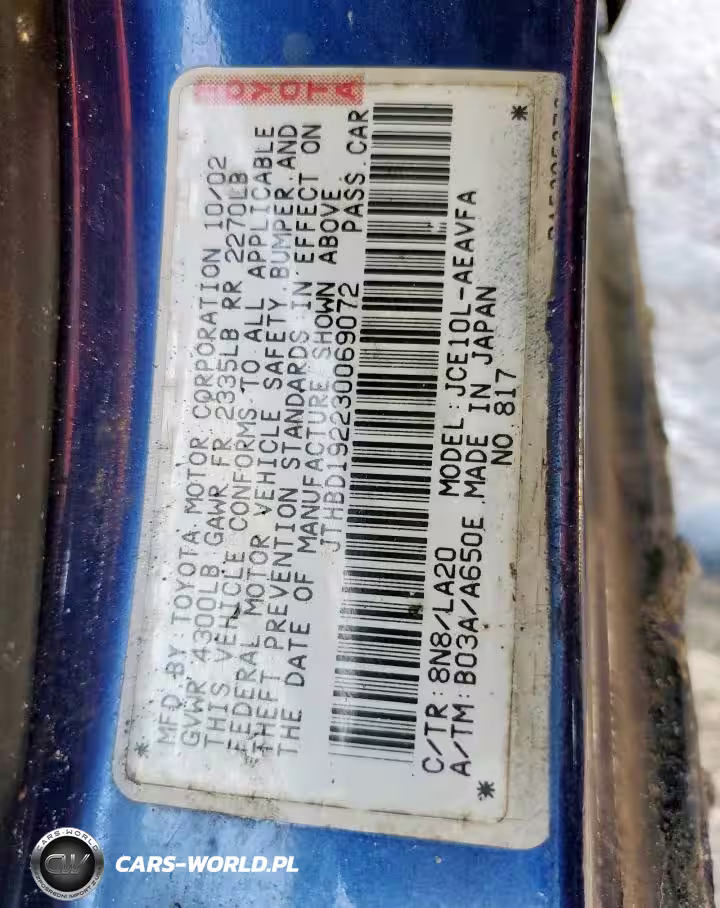 TOYOTA
MFD. BY: TOYOTA MOTOR CORPORATION 10/02
GVWR 4300LB GAWR FR 2335LB RR 2270LB
THIS VEHICLE CONFORMS TO ALL APPLICABLE
FEDERAL MOTOR VEHICLE SAFETY, BUMPER, AND
THEFT PREVENTION STANDARDS IN EFFECT ON
THE DATE OF MANUFACTURE SHOWN ABOVE.
JTHBD192230069072 PASS. CAR
C/TR: 8N8/LA20 MODEL: JCE10L-AEAVFA
A/TM: B03A/A650E MADE IN JAPAN
NO 817
CARS-WORLD
CW
CARS-WORLD.PL